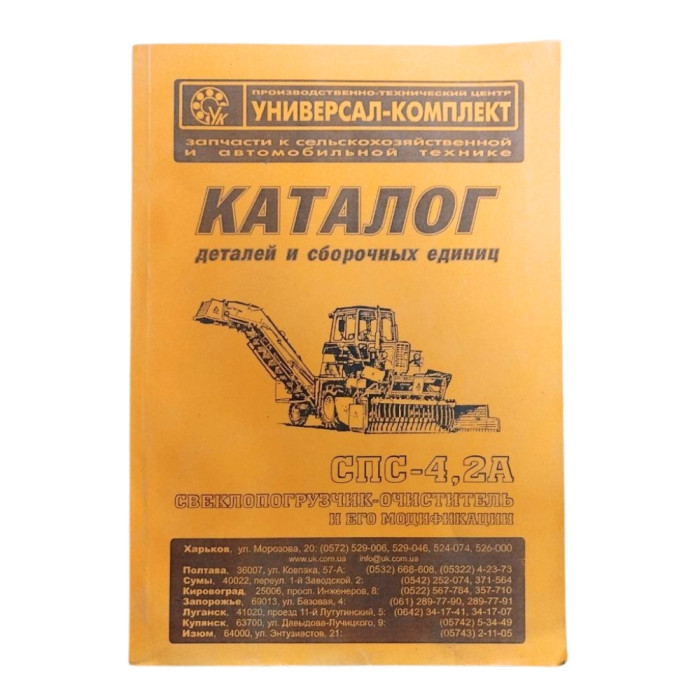 ПРОИЗВОДСТВЕННО-ТЕХНИЧЕСКИЙ ЦЕНТР
УК
УНИВЕРСАЛ-КОМПЛЕКТ
запчасти к сельскохозяйственной
и автомобильной технике
КАТАЛОГ
деталей и сборочных единиц
СПС-4,2А
СВЕКЛОПОГРУЗЧИК-ОЧИСТИТЕЛЬ
И ЕГО МОДИФИКАЦИИ
Харьков, ул. Морозова, 20: (0572) 529-006, 529-046, 524-074, 526-000
www.uk.com.ua info@uk.com.ua
Полтава, 36007, ул. Ковпака, 57-А: (0532) 668-608, (05322) 4-23-73
Сумы, 40022, переул. 1-й Заводской, 2: (0542) 252-074, 371-564
Кировоград, 25006, просп. Инженеров, 8: (0522) 567-784, 357-710
Запорожье, 69013, ул. Базовая, 4: (061) 289-77-90, 289-77-91
Луганск, 41020, проезд 11-й Лутугинский, 5: (0642) 34-17-41, 34-17-07
Купянск, 63700, ул. Давыдова-Лучицкого, 9: (05742) 5-34-49
Изюм, 64000, ул. Энтузиастов, 21: (05743) 2-11-05